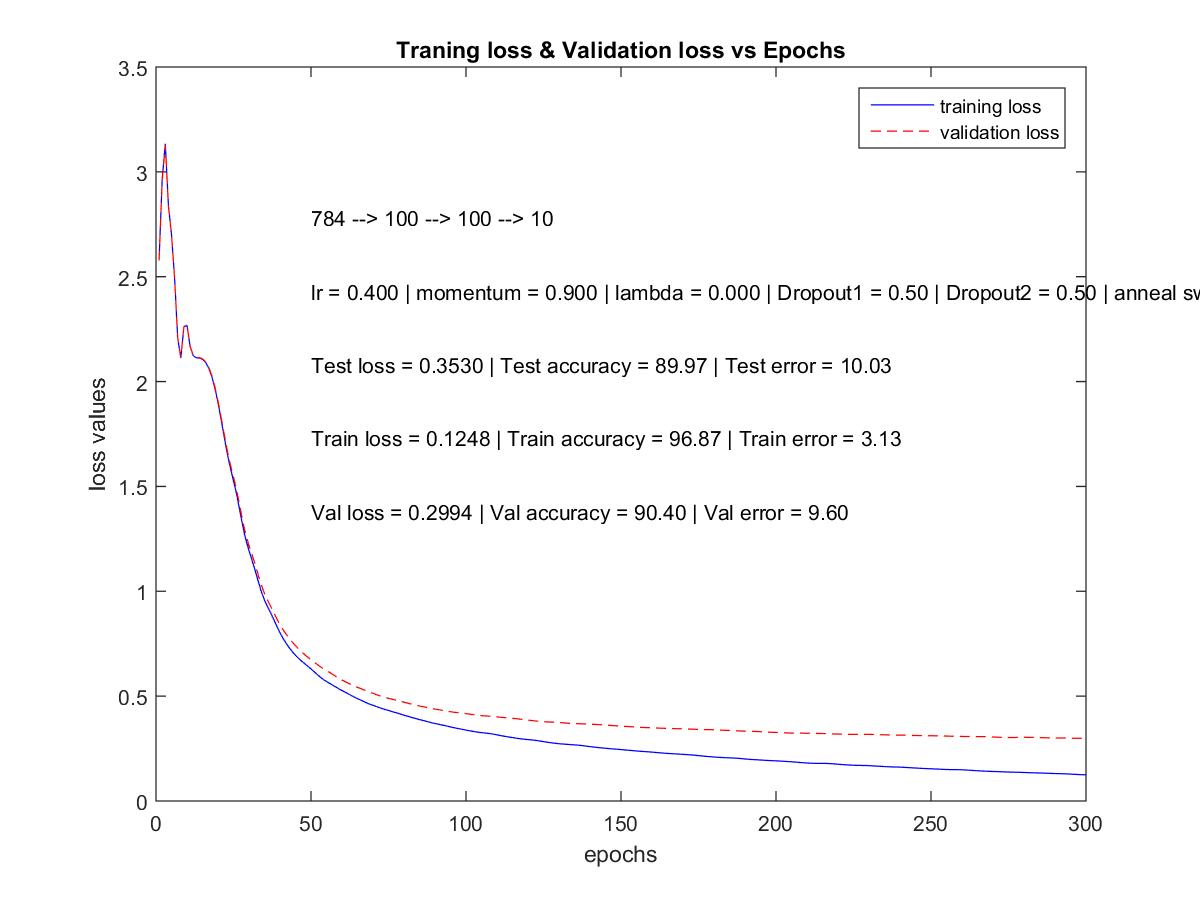 Traning loss & Validation loss vs Epochs
3.5
3
2.5
2
1.5
1
0.5
0
loss values
training loss
validation loss
784 --> 100 --> 100 --> 10
lr = 0.400 | momentum = 0.900 | lambda = 0.000 | Dropout1 = 0.50 | Dropout2 = 0.50 | anneal
Test loss = 0.3530 | Test accuracy = 89.97 | Test error = 10.03
Train loss = 0.1248 | Train accuracy = 96.87 | Train error = 3.13
Val loss = 0.2994 | Val accuracy = 90.40 | Val error = 9.60
0 50 100 150 200 250 300
epochs